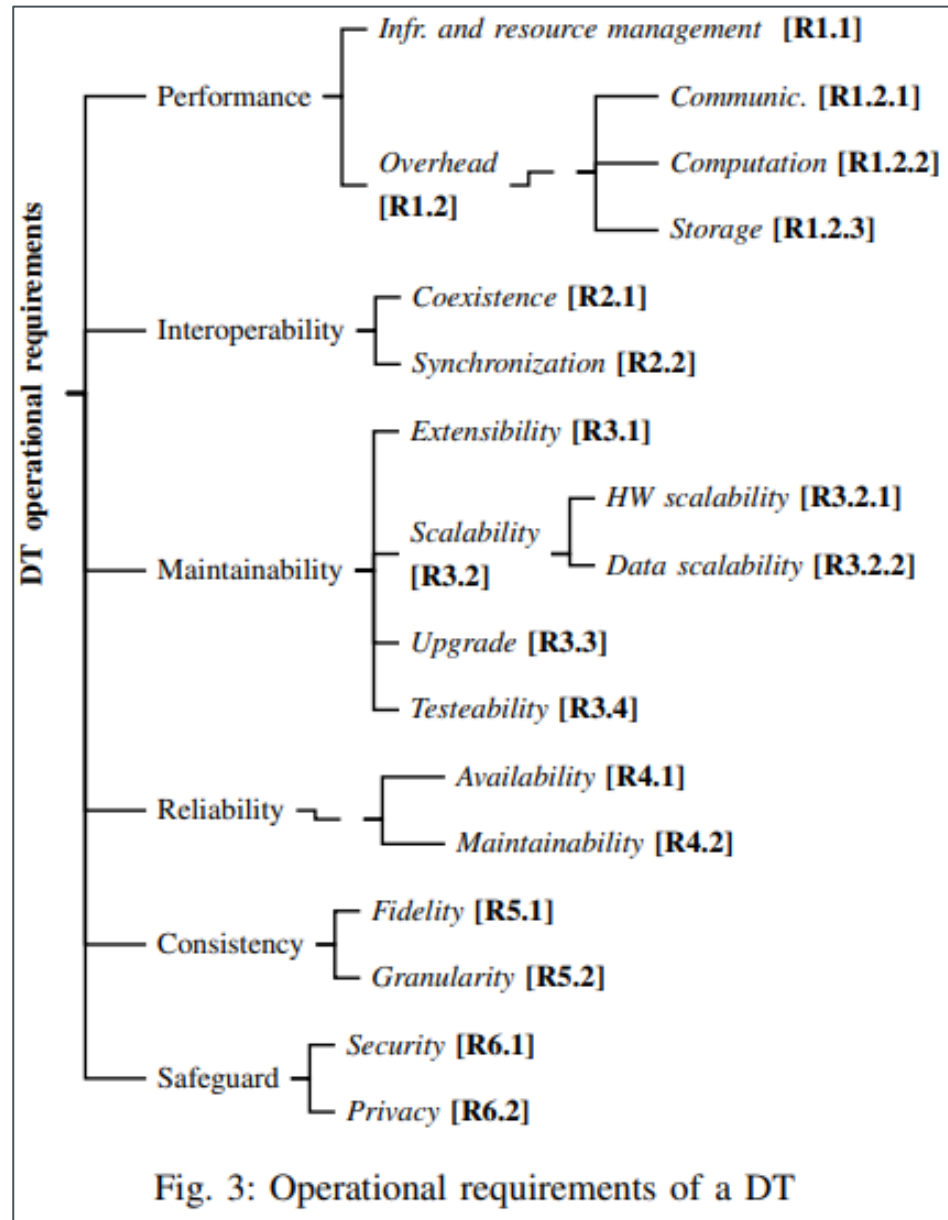 DT operational requirements
Performance
Infr. and resource management [R1.1]
Overhead
[R1.2]
Communic. [R1.2.1]
Computation [R1.2.2]
Storage [R1.2.3]
Interoperability
Coexistence [R2.1]
Synchronization [R2.2]
Maintainability
Extensibility [R3.1]
Scalability
[R3.2]
HW scalability [R3.2.1]
Data scalability [R3.2.2]
Upgrade [R3.3]
Testeability [R3.4]
Reliability
Availability [R4.1]
Maintainability [R4.2]
Consistency
Fidelity [R5.1]
Granularity [R5.2]
Safeguard
Security [R6.1]
Privacy [R6.2]
Fig. 3: Operational requirements of a DT